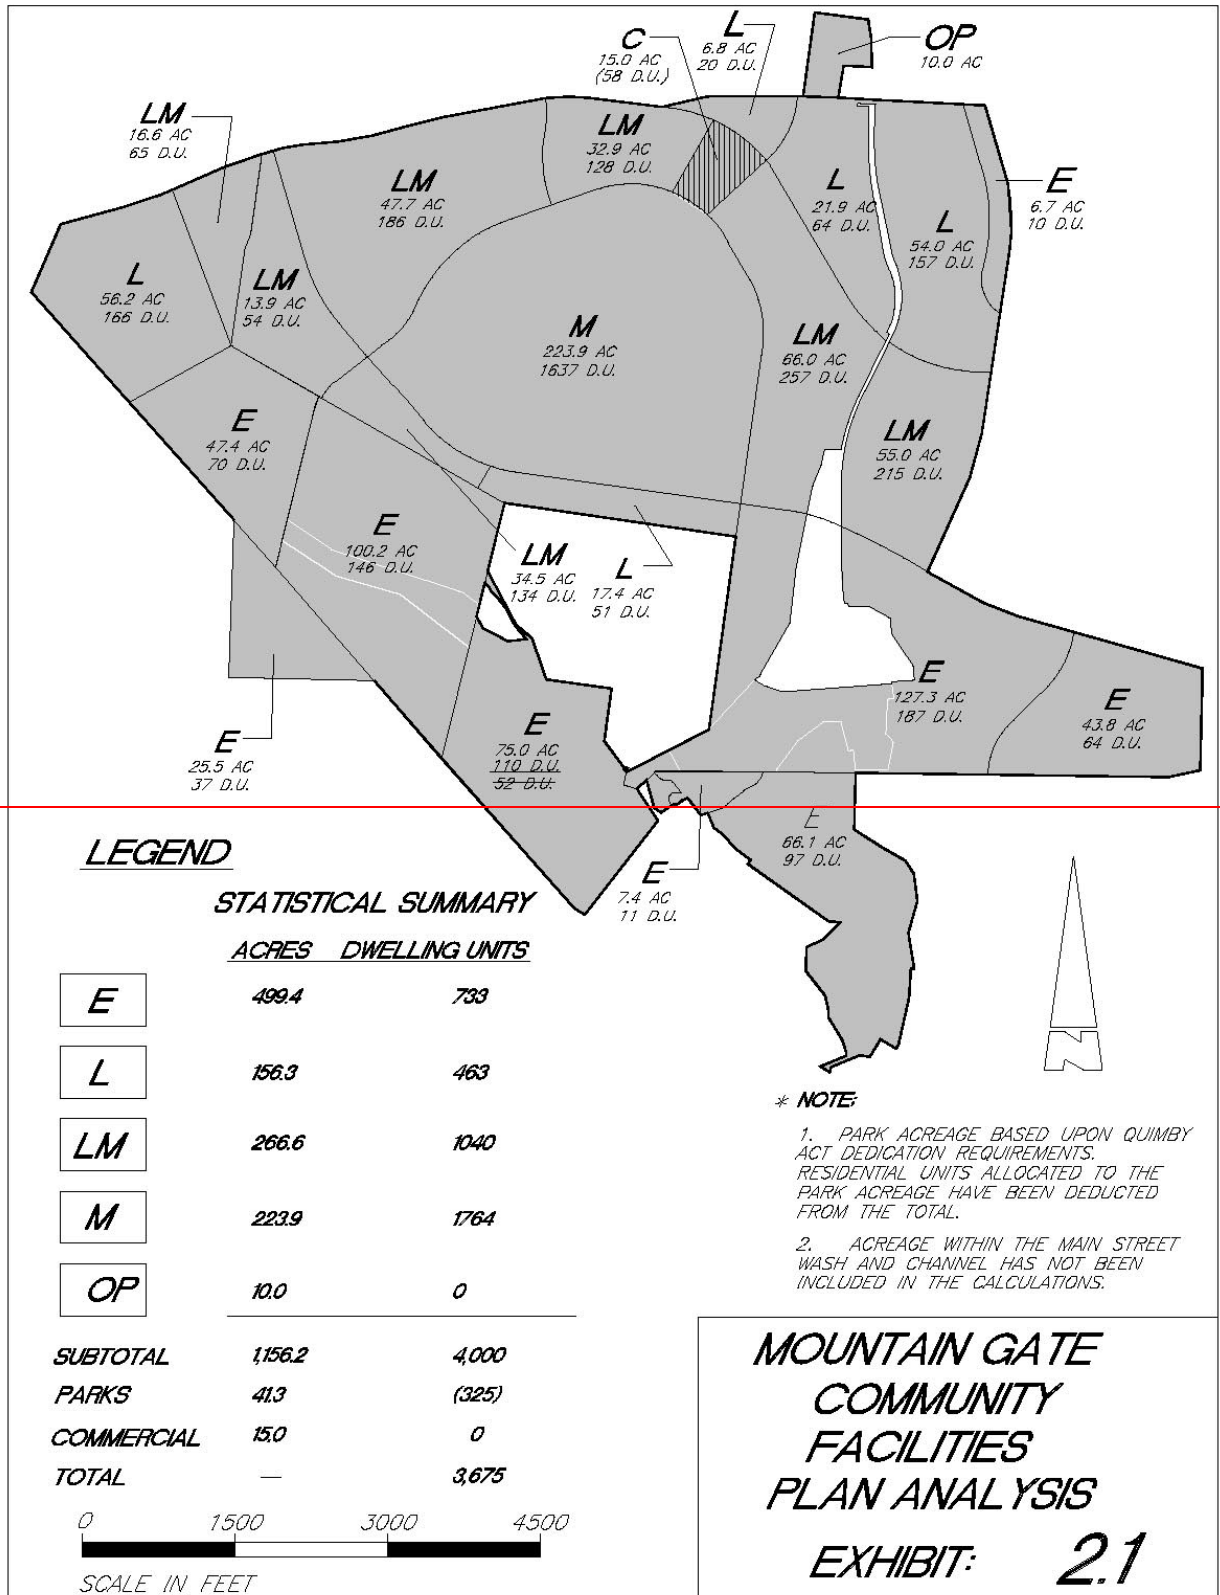 C
15.0 AC
(58 D.U.)
L
6.8 AC
20 D.U.
OP
10.0 AC
LM
16.6 AC
65 D.U.
LM
32.9 AC
128 D.U.
LM
47.7 AC
186 D.U.
L
21.9 AC
64 D.U.
E
6.7 AC
10 D.U.
L
54.0 AC
157 D.U.
L
56.2 AC
166 D.U.
LM
13.9 AC
54 D.U.
M
223.9 AC
1637 D.U.
LM
66.0 AC
257 D.U.
E
47.4 AC
70 D.U.
LM
55.0 AC
215 D.U.
E
100.2 AC
146 D.U.
LM
34.5 AC
134 D.U.
L
17.4 AC
51 D.U.
E
127.3 AC
187 D.U.
E
43.8 AC
64 D.U.
E
25.5 AC
37 D.U.
E
75.0 AC
110 D.U.
52 D.U.
E
66.1 AC
97 D.U.
E
7.4 AC
11 D.U.
LEGEND
STATISTICAL SUMMARY
ACRES DWELLING UNITS
E 499.4 733
L 156.3 463
LM 266.6 1040
M 223.9 1764
OP 10.0 0
SUBTOTAL 1,156.2 4,000
PARKS 41.3 (325)
COMMERCIAL 15.0 0
TOTAL — 3,675
0 1500 3000 4500
SCALE IN FEET
N
* NOTE:
1. PARK ACREAGE BASED UPON QUIMBY
ACT DEDICATION REQUIREMENTS.
RESIDENTIAL UNITS ALLOCATED TO THE
PARK ACREAGE HAVE BEEN DEDUCTED
FROM THE TOTAL.
2. ACREAGE WITHIN THE MAIN STREET
WASH AND CHANNEL HAS NOT BEEN
INCLUDED IN THE CALCULATIONS.
MOUNTAIN GATE
COMMUNITY
FACILITIES
PLAN ANALYSIS
EXHIBIT: 2.1